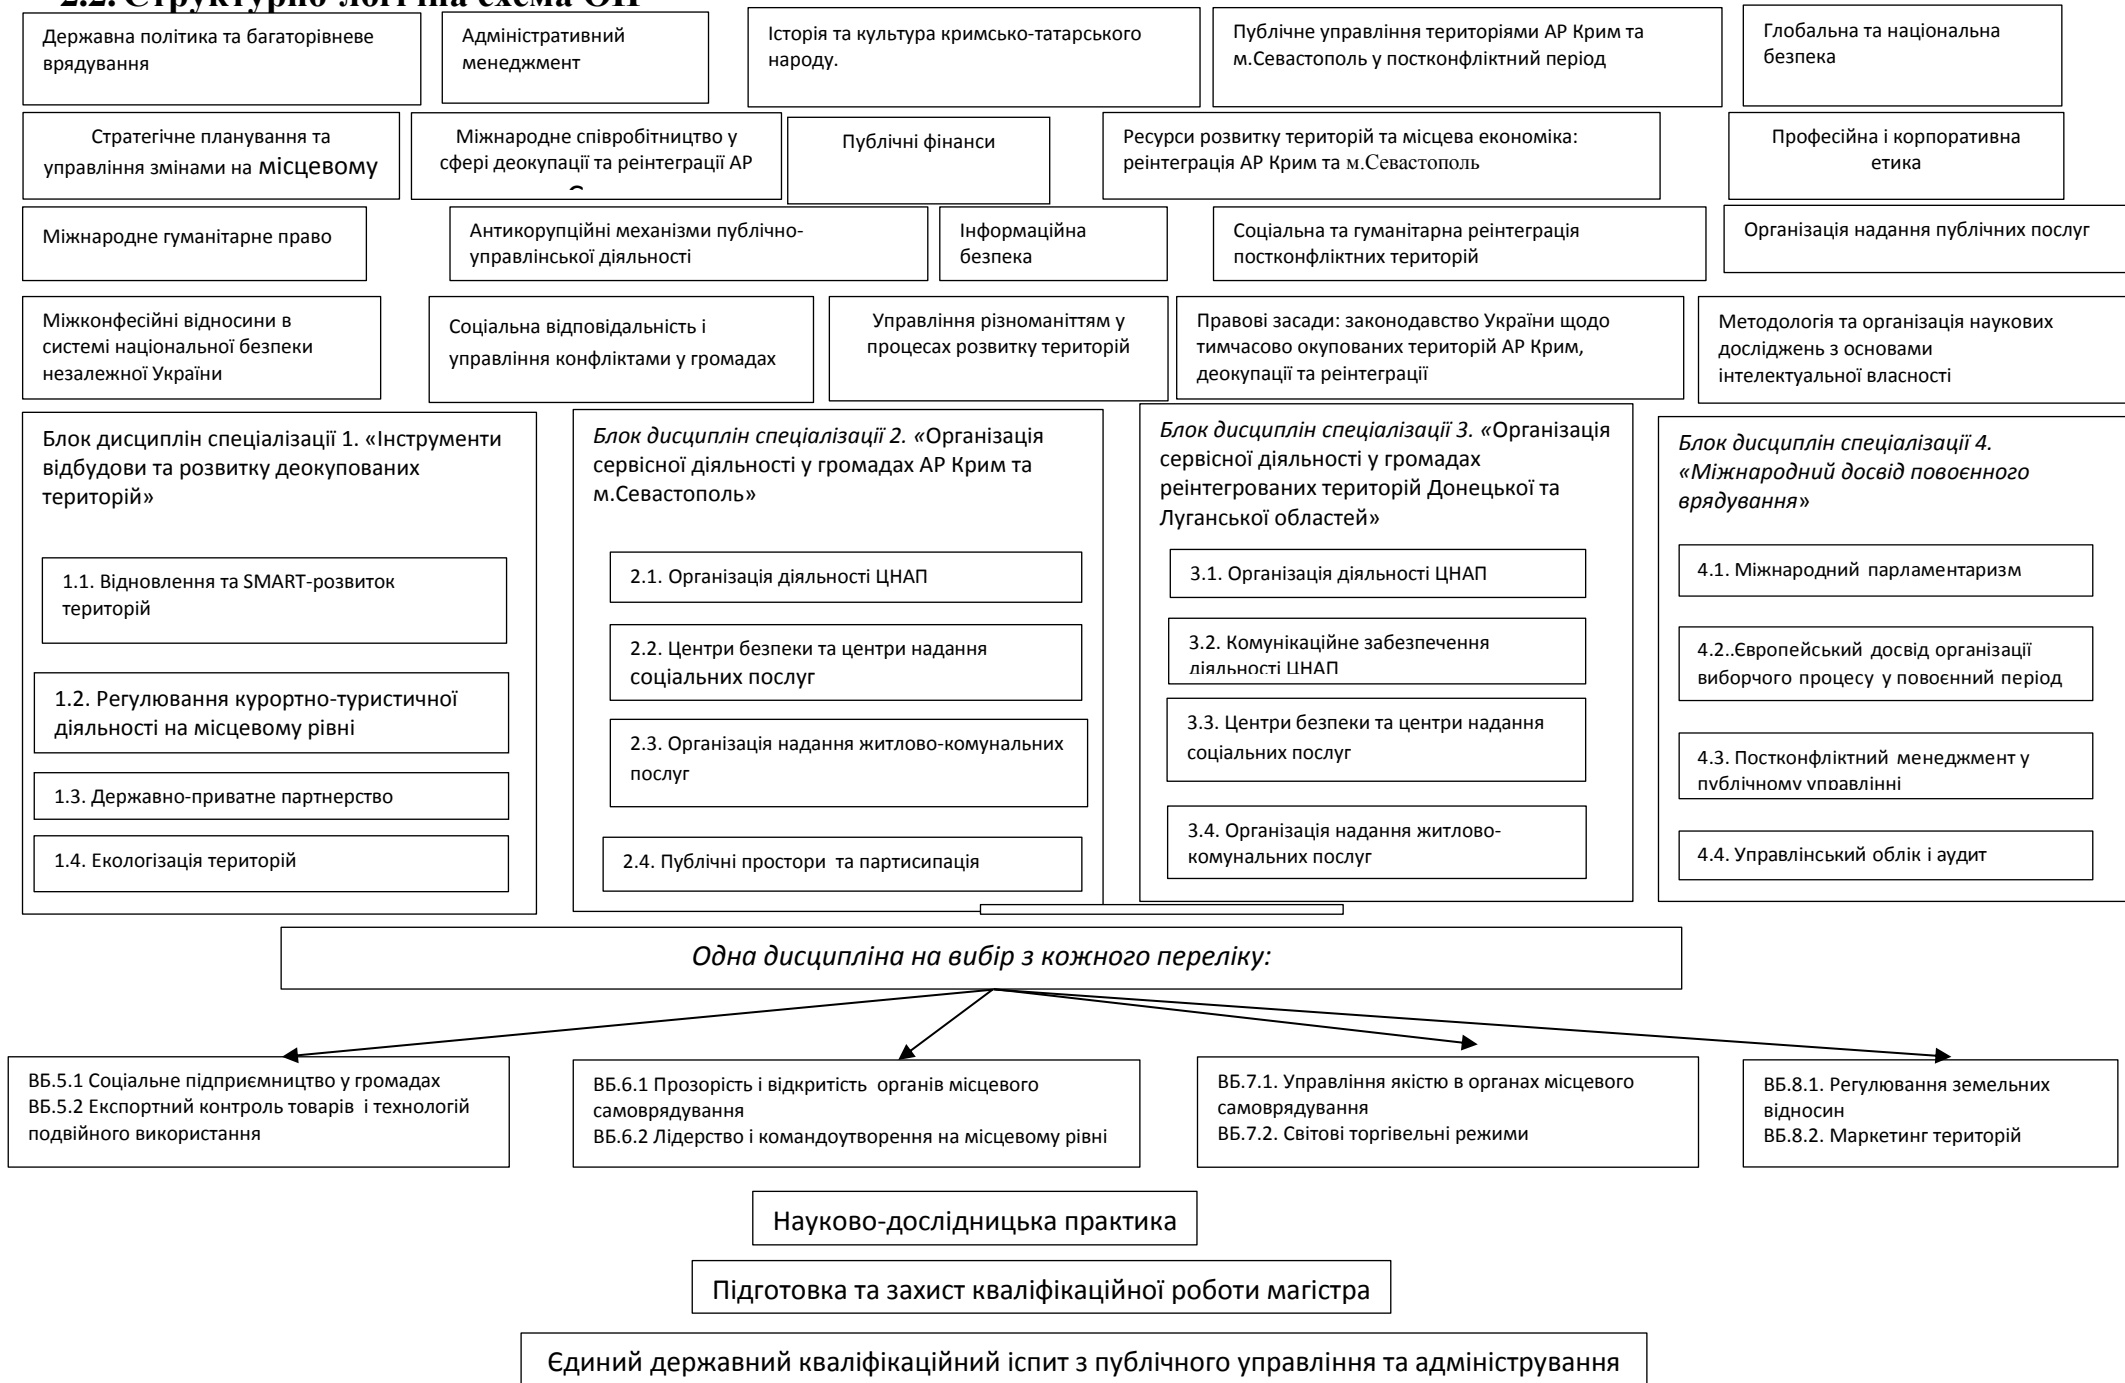 2.2. Структурно-логічна схема ОП
Державна політика та багаторівневе
врядування
Адміністративний
менеджмент
Історія та культура кримсько-татарського
народу.
Публічне управління територіями АР Крим та
м.Севастополь у постконфліктний період
Глобальна та національна
безпека
Стратегічне планування та
управління змінами на місцевому
Міжнародне співробітництво у
сфері деокупації та реінтеграції АР
Публічні фінанси
Ресурси розвитку територій та місцева економіка:
реінтеграція АР Крим та м.Севастополь
Професійна і корпоративна
етика
Міжнародне гуманітарне право
Антикорупційні механізми публічно-
управлінської діяльності
Інформаційна
безпека
Соціальна та гуманітарна реінтеграція
постконфліктних територій
Організація надання публічних послуг
Міжконфесійні відносини в
системі національної безпеки
незалежної України
Соціальна відповідальність і
управління конфліктами у громадах
Управління різноманіттям у
процесах розвитку територій
Правові засади: законодавство України щодо
тимчасово окупованих територій АР Крим,
деокупації та реінтеграції
Методологія та організація наукових
досліджень з основами
інтелектуальної власності
Блок дисциплін спеціалізації 1. «Інструменти
відбудови та розвитку деокупованих
територій»
1.1. Відновлення та SMART-розвиток
територій
1.2. Регулювання курортно-туристичної
діяльності на місцевому рівні
1.3. Державно-приватне партнерство
1.4. Екологізація територій
Блок дисциплін спеціалізації 2. «Організація
сервісної діяльності у громадах АР Крим та
м.Севастополь»
2.1. Організація діяльності ЦНАП
2.2. Центри безпеки та центри надання
соціальних послуг
2.3. Організація надання житлово-комунальних
послуг
2.4. Публічні простори та партисипація
Блок дисциплін спеціалізації 3. «Організація
сервісної діяльності у громадах
реінтегрованих територій Донецької та
Луганської областей»
3.1. Організація діяльності ЦНАП
3.2. Комунікаційне забезпечення
діяльності ЦНАП
3.3. Центри безпеки та центри надання
соціальних послуг
3.4. Організація надання житлово-
комунальних послуг
Блок дисциплін спеціалізації 4.
«Міжнародний досвід повоєнного
врядування»
4.1. Міжнародний парламентаризм
4.2..Європейський досвід організації
виборчого процесу у повоєнний період
4.3. Постконфліктний менеджмент у
публічному управлінні
4.4. Управлінський облік і аудит
Одна дисципліна на вибір з кожного переліку:
ВБ.5.1 Соціальне підприємництво у громадах
ВБ.5.2 Експортний контроль товарів і технологій
подвійного використання
ВБ.6.1 Прозорість і відкритість органів місцевого
самоврядування
ВБ.6.2 Лідерство і командоутворення на місцевому рівні
ВБ.7.1. Управління якістю в органах місцевого
самоврядування
ВБ.7.2. Світові торгівельні режими
ВБ.8.1. Регулювання земельних
відносин
ВБ.8.2. Маркетинг територій
Науково-дослідницька практика
Підготовка та захист кваліфікаційної роботи магістра
Єдиний державний кваліфікаційний іспит з публічного управління та адміністрування